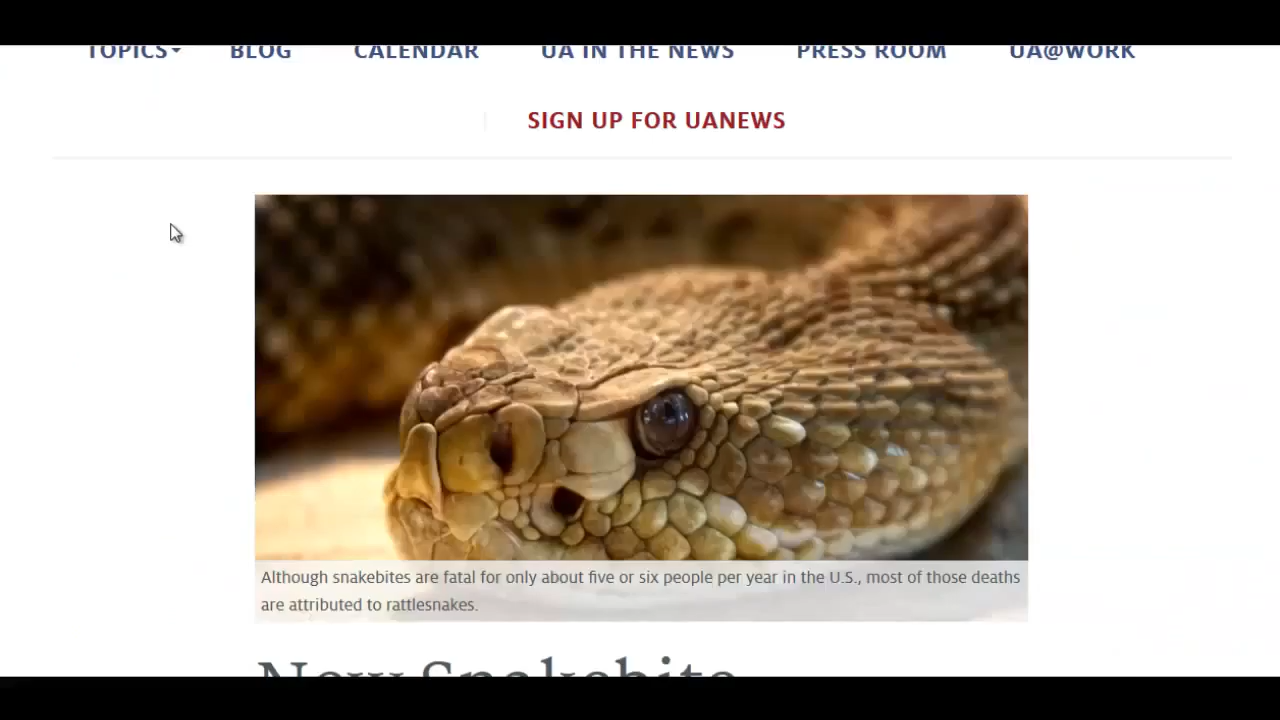 TOPICS BLOG CALENDAR UA IN THE NEWS PRESS ROOM UA@WORK
SIGN UP FOR UANEWS
Although snakebites are fatal for only about five or six people per year in the U.S., most of those deaths
are attributed to rattlesnakes.
New Snakebite